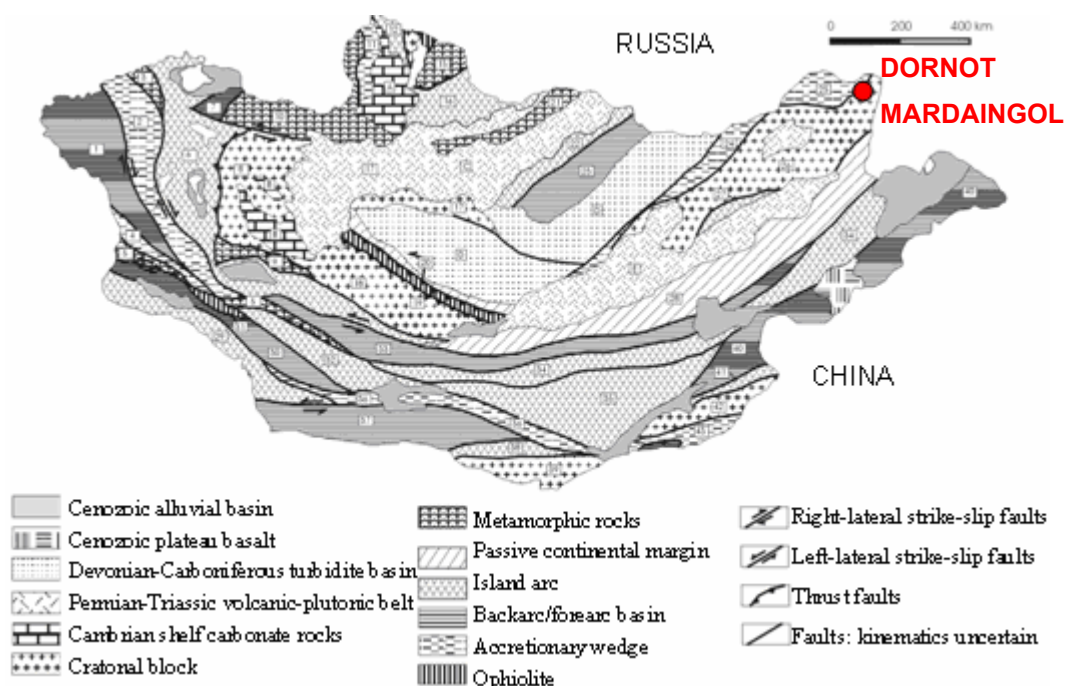 0 200 400 km
RUSSIA
DORNOT
MARDAINGOL
CHINA
Cenozoic alluvial basin
Cenozoic plateau basalt
Devonian-Carboniferous turbidite basin
Permian-Triassic volcanic-plutonic belt
Cambrian shelf carbonate rocks
Cratonal block
Metamorphic rocks
Passive continental margin
Island arc
Backarc/forearc basin
Accretionary wedge
Ophiolite
Right-lateral strike-slip faults
Left-lateral strike-slip faults
Thrust faults
Faults: kinematics uncertain